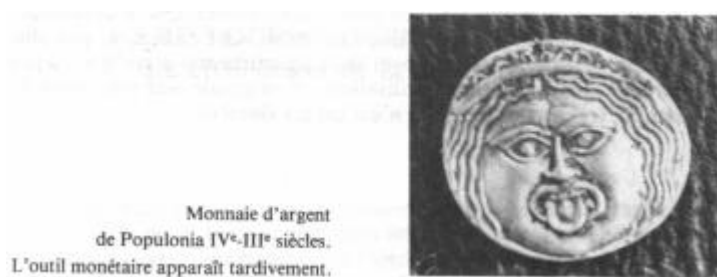 Monnaie d'argent
de Populonia IVᵉ-IIIᵉ siècles.
L'outil monétaire apparaît tardivement.